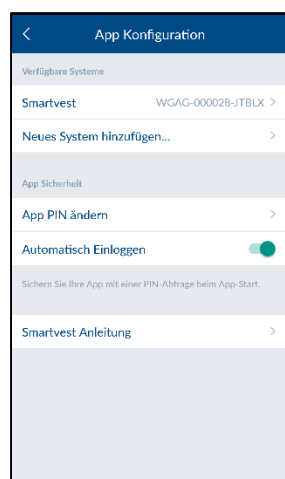 App Konfiguration
Verfügbare Systeme
Smartvest WGAG-000028-JTBLX
Neues System hinzufügen...
App Sicherheit
App PIN ändern
Automatisch Einloggen
Sichern Sie Ihre App mit einer PIN-Abfrage beim App-Start.
Smartvest Anleitung